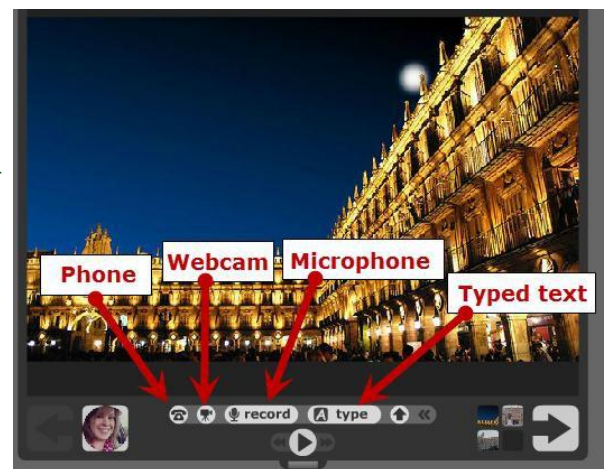 Phone
Webcam
Microphone
Typed text
record
A type